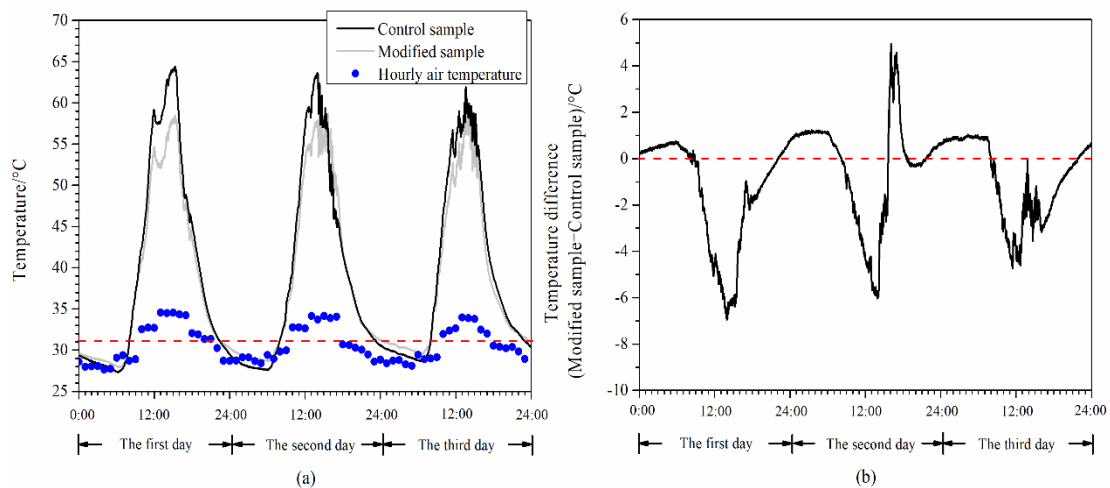 Control sample
Modified sample
Hourly air temperature
Temperature/°C
70
65
60
55
50
45
40
35
30
25
0:00
12:00
24:00
12:00
24:00
12:00
24:00
The first day
The second day
The third day
(a)
Temperature difference
(Modified sample−Control sample)/°C
6
4
2
0
-2
-4
-6
-8
-10
0:00
12:00
24:00
12:00
24:00
12:00
24:00
The first day
The second day
The third day
(b)